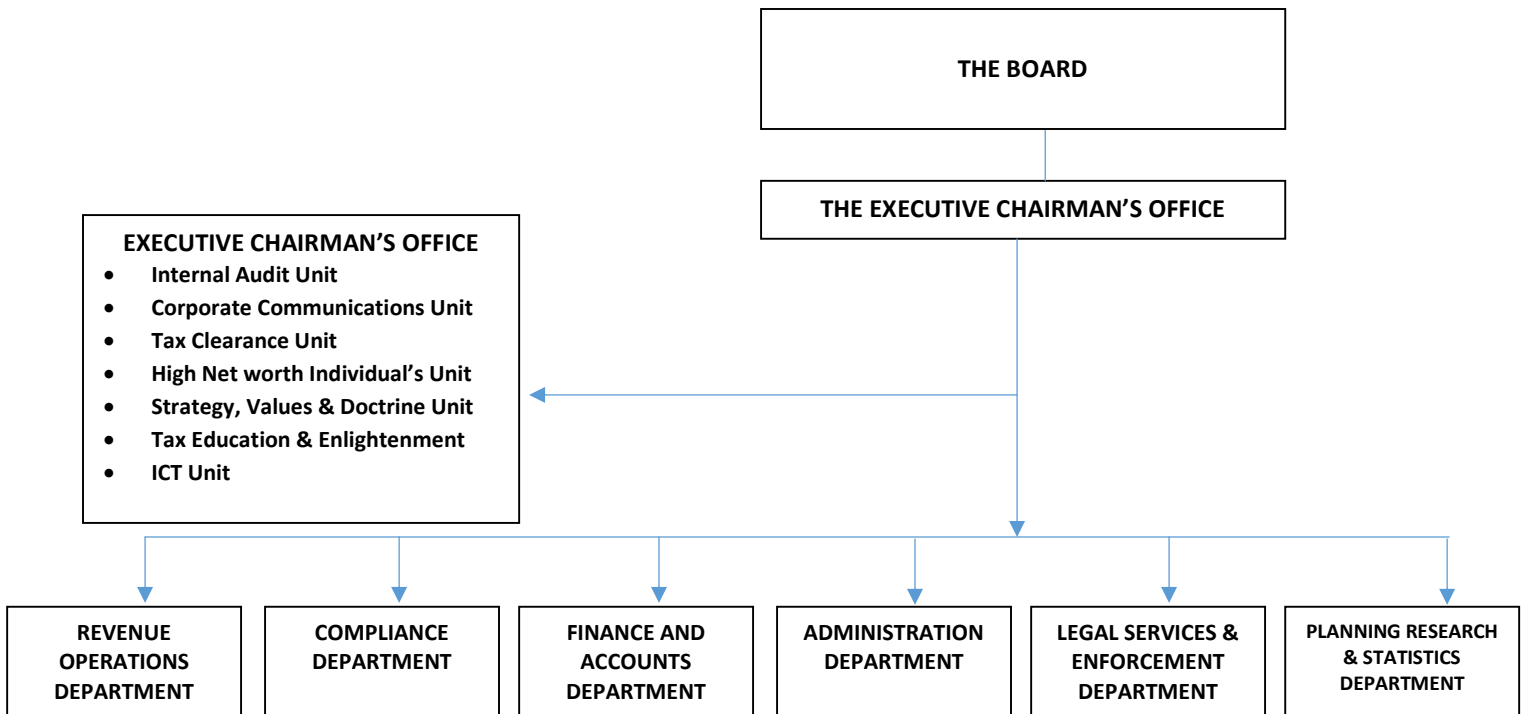 THE BOARD
THE EXECUTIVE CHAIRMAN’S OFFICE
EXECUTIVE CHAIRMAN’S OFFICE
• Internal Audit Unit
• Corporate Communications Unit
• Tax Clearance Unit
• High Net worth Individual’s Unit
• Strategy, Values & Doctrine Unit
• Tax Education & Enlightenment
• ICT Unit
REVENUE
OPERATIONS
DEPARTMENT
COMPLIANCE
DEPARTMENT
FINANCE AND
ACCOUNTS
DEPARTMENT
ADMINISTRATION
DEPARTMENT
LEGAL SERVICES &
ENFORCEMENT
DEPARTMENT
PLANNING RESEARCH
& STATISTICS
DEPARTMENT